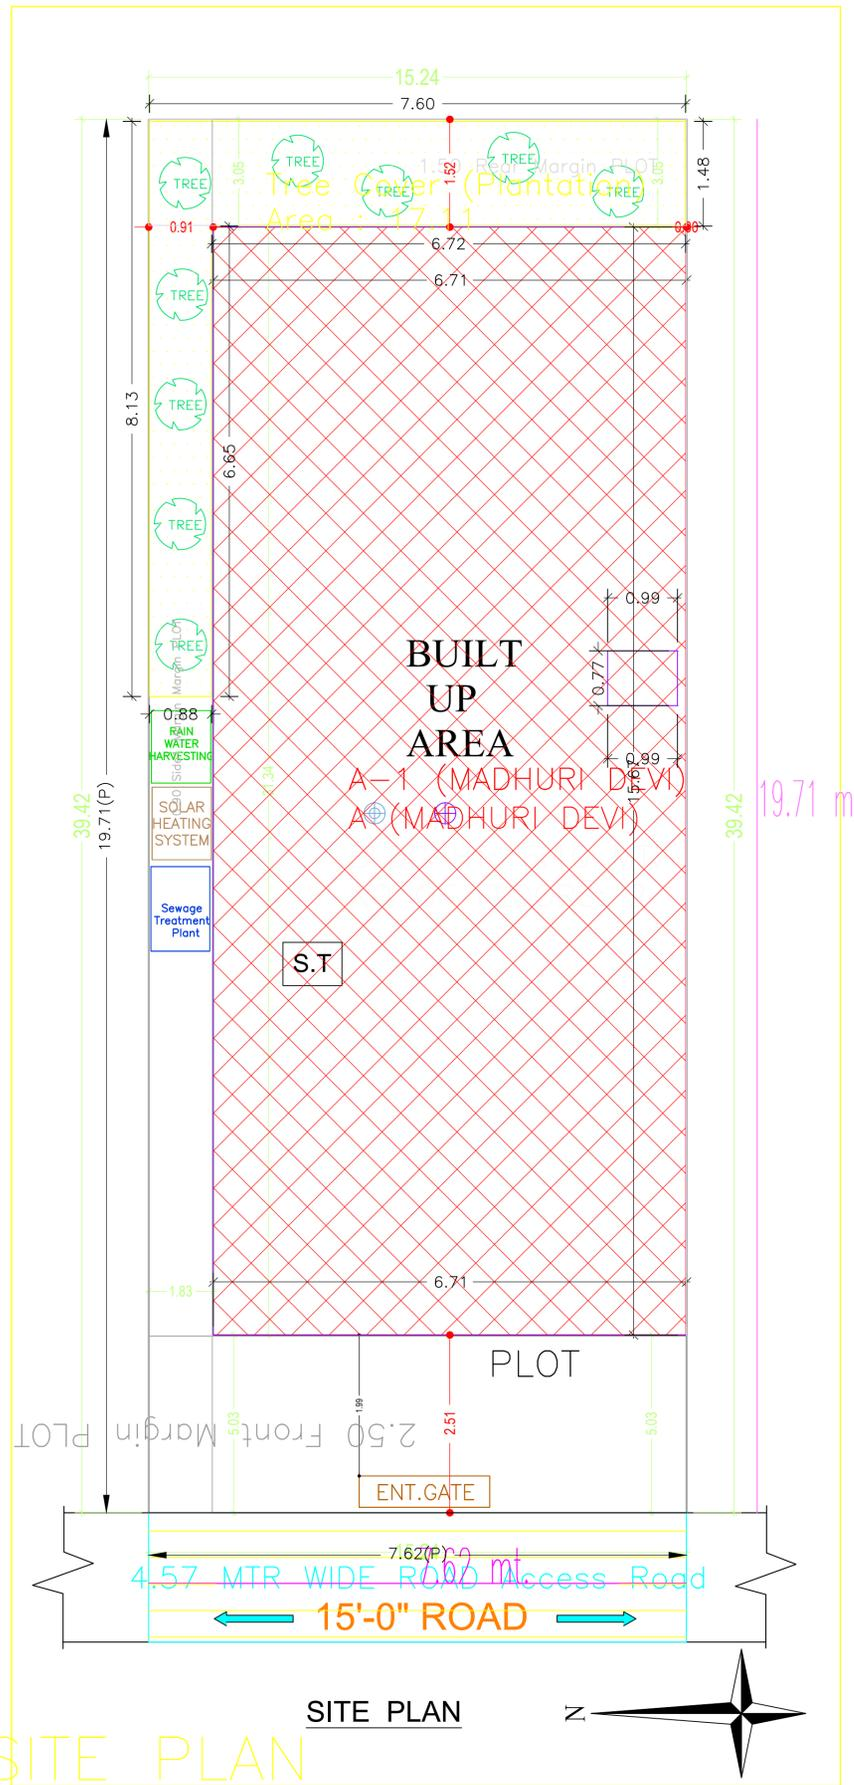 15.24
7.60
TREE
TREE
TREE
TREE
TREE
1.50 Rear Margin PLOT
Tree Cover (Plantation)
Area : 17.11
3.05
1.52
3.05
1.48
0.91
6.72
6.71
TREE
8.13
TREE
6.65
TREE
TREE
0.99
BUILT
UP
AREA
0.77
0.88
0.99
RAIN
WATER
HARVESTING
A-1 (MADHURI DEVI)
A (MADHURI DEVI)
SOLAR
HEATING
SYSTEM
39.42
19.71(P)
39.42
19.71 m
Sewage
Treatment
Plant
S.T
1.83
6.71
PLOT
2.50 Front Margin PLOT
5.03
1.99
2.51
5.03
ENT.GATE
7.62(P)
7.62 mt.
4.57 MTR WIDE ROAD Access Road
15'-0" ROAD
SITE PLAN
N
SITE PLAN